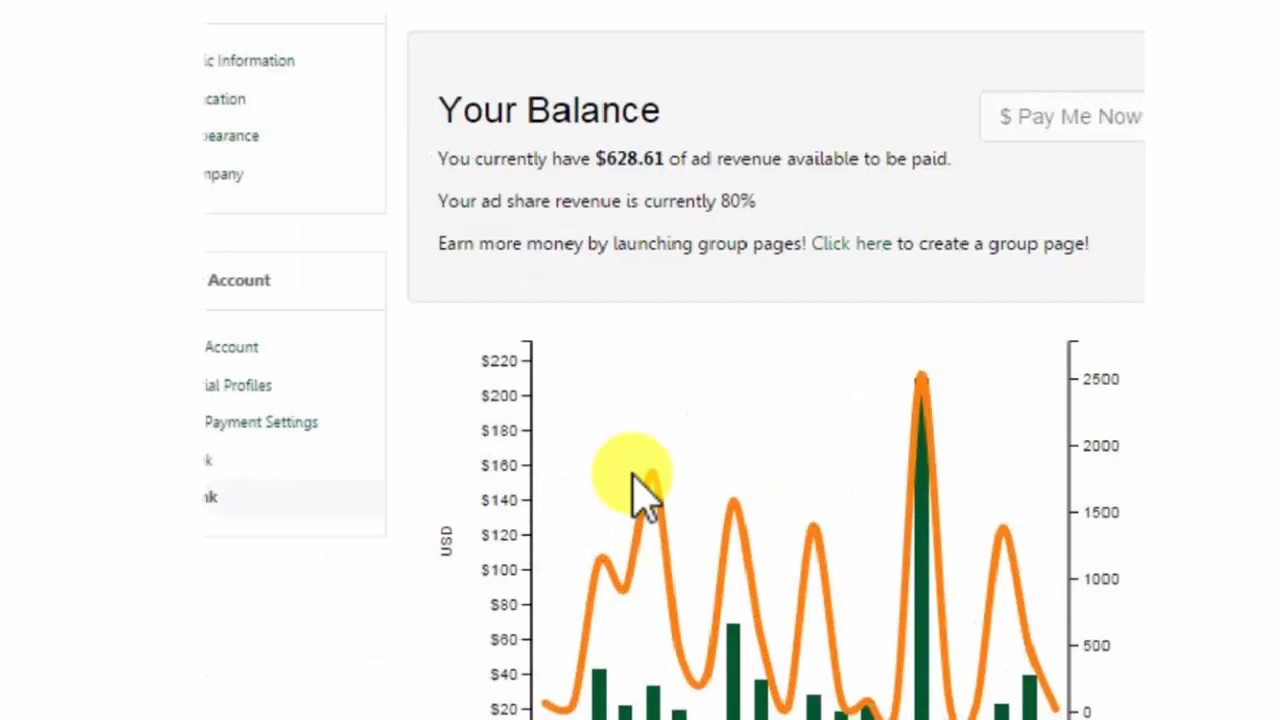 ic Information
cation
pearance
mpany
Account
Account
ial Profiles
Payment Settings
k
nk
Your Balance
$ Pay Me Now
You currently have $628.61 of ad revenue available to be paid.
Your ad share revenue is currently 80%
Earn more money by launching group pages! Click here to create a group page!
USD
$220
$200
$180
$160
$140
$120
$100
$80
$60
$40
$20
2500
2000
1500
1000
500
0